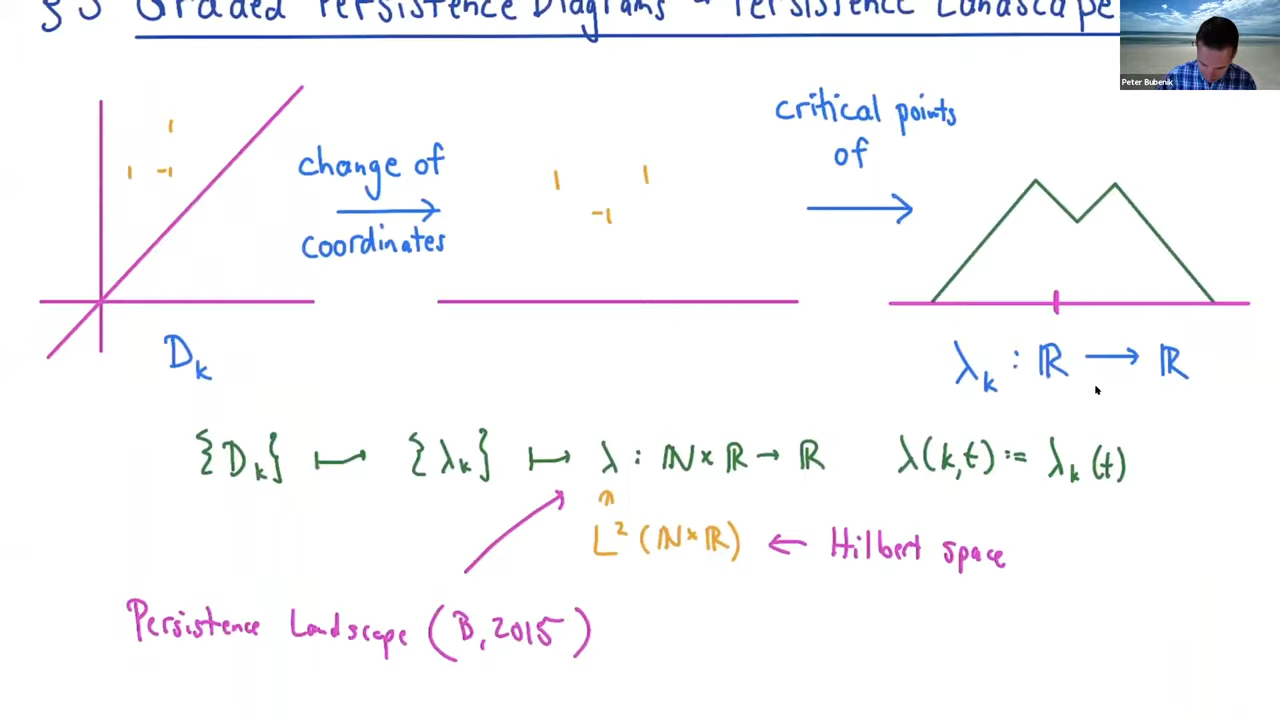 §3 Graded Persistence Diagrams → Persistence Landscape
Peter Bubenik
1
1 -1
change of
coordinates
1 1
-1
critical points
of
D_k
λ_k : ℝ → ℝ
{D_k} ↦ {λ_k} ↦ λ : ℕ × ℝ → ℝ λ(k,t) := λ_k(t)
L² (ℕ × ℝ) ← Hilbert space
Persistence Landscape (B, 2015)